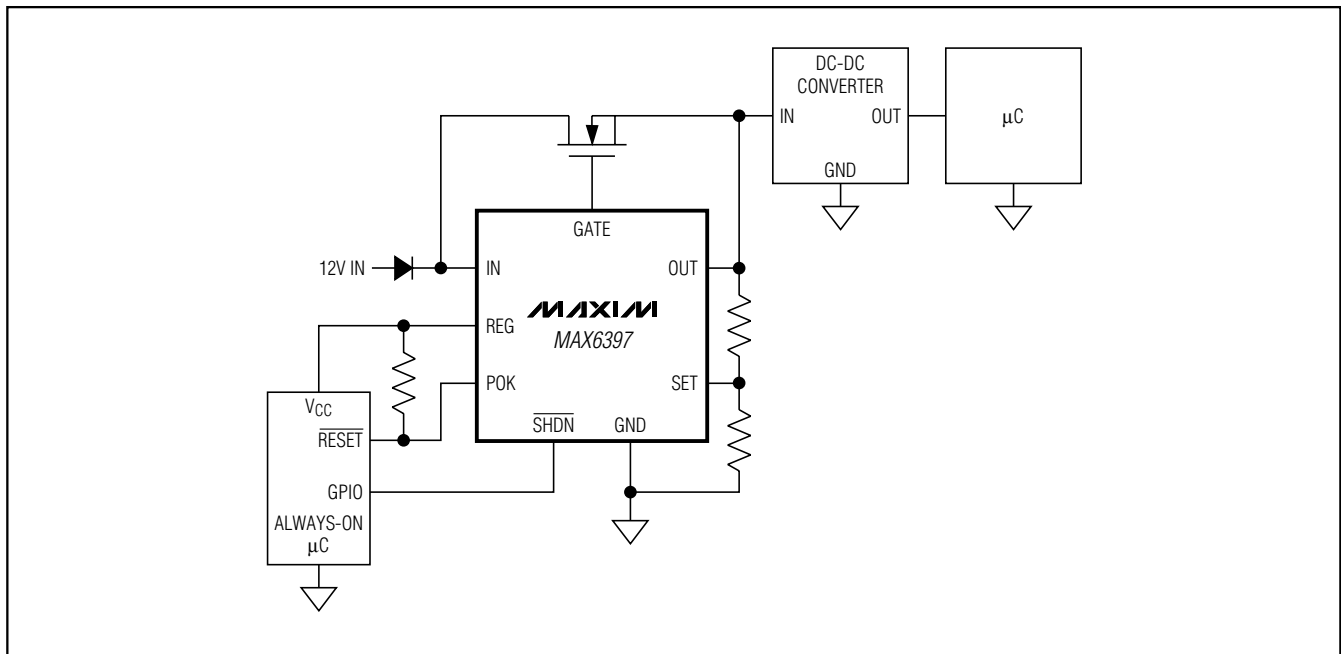 DC-DC
CONVERTER
IN
OUT
GND
μC
GATE
12V IN
IN
OUT
MAXIM
MAX6397
REG
POK
SET
SHDN
GND
VCC
RESET
GPIO
ALWAYS-ON
μC